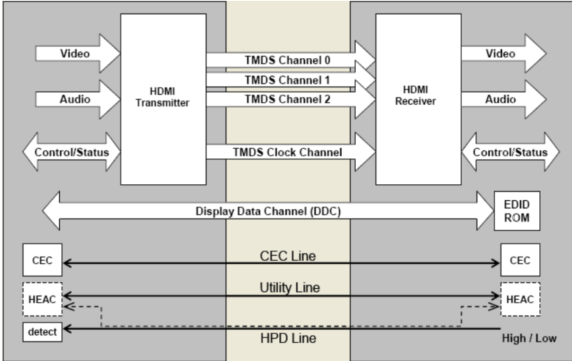 Video
TMDS Channel 0
Video
HDMI
Transmitter
TMDS Channel 1
HDMI
Receiver
Audio
TMDS Channel 2
Audio
Control/Status
TMDS Clock Channel
Control/Status
Display Data Channel (DDC)
EDID
ROM
CEC
CEC Line
CEC
HEAC
Utility Line
HEAC
detect
HPD Line
High / Low